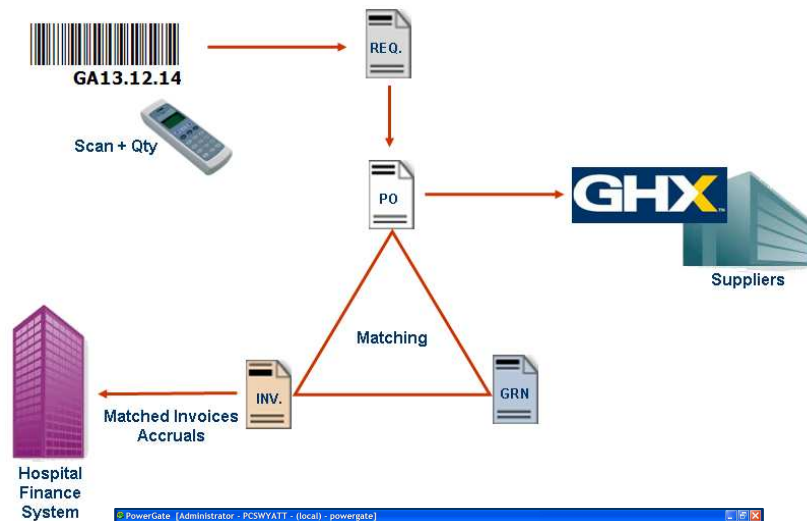 GA13.12.14
REQ.
Scan + Qty
PO
GHX
Suppliers
Matching
INV.
GRN
Matched Invoices
Accruals
Hospital
Finance
System
PowerGate [Administrator - PCSWYATT - (local) - powergate]